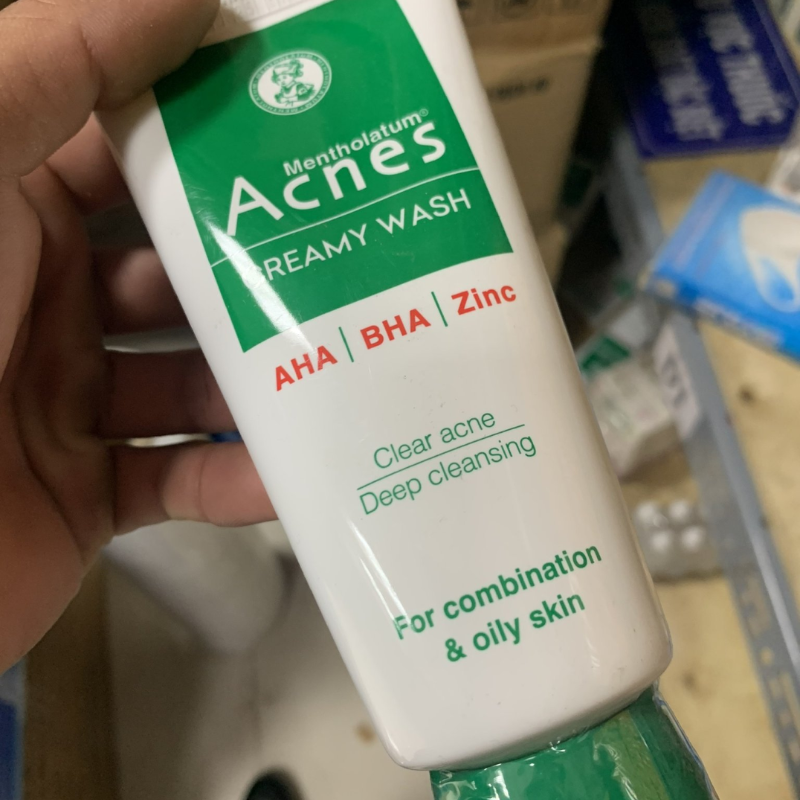 Mentholatum®
Acnes
CREAMY WASH
AHA | BHA | Zinc
Clear acne
Deep cleansing
For combination
& oily skin